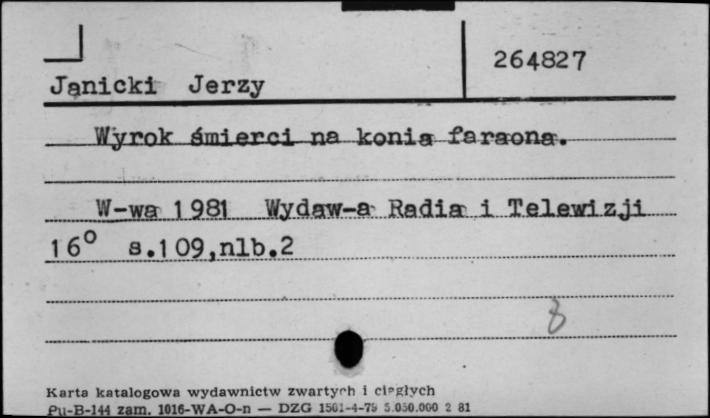 264827
Janicki Jerzy
Wyrok śmierci na konia faraona.
W-wa 1981 Wydaw-a Radia i Telewizji
16° s.109,nlb.2
8
Karta katalogowa wydawnictw zwartych i ciągłych
Pu-B-144 zam. 1016-WA-O-n — DZG 1501-4-79 5.050.000 2 81